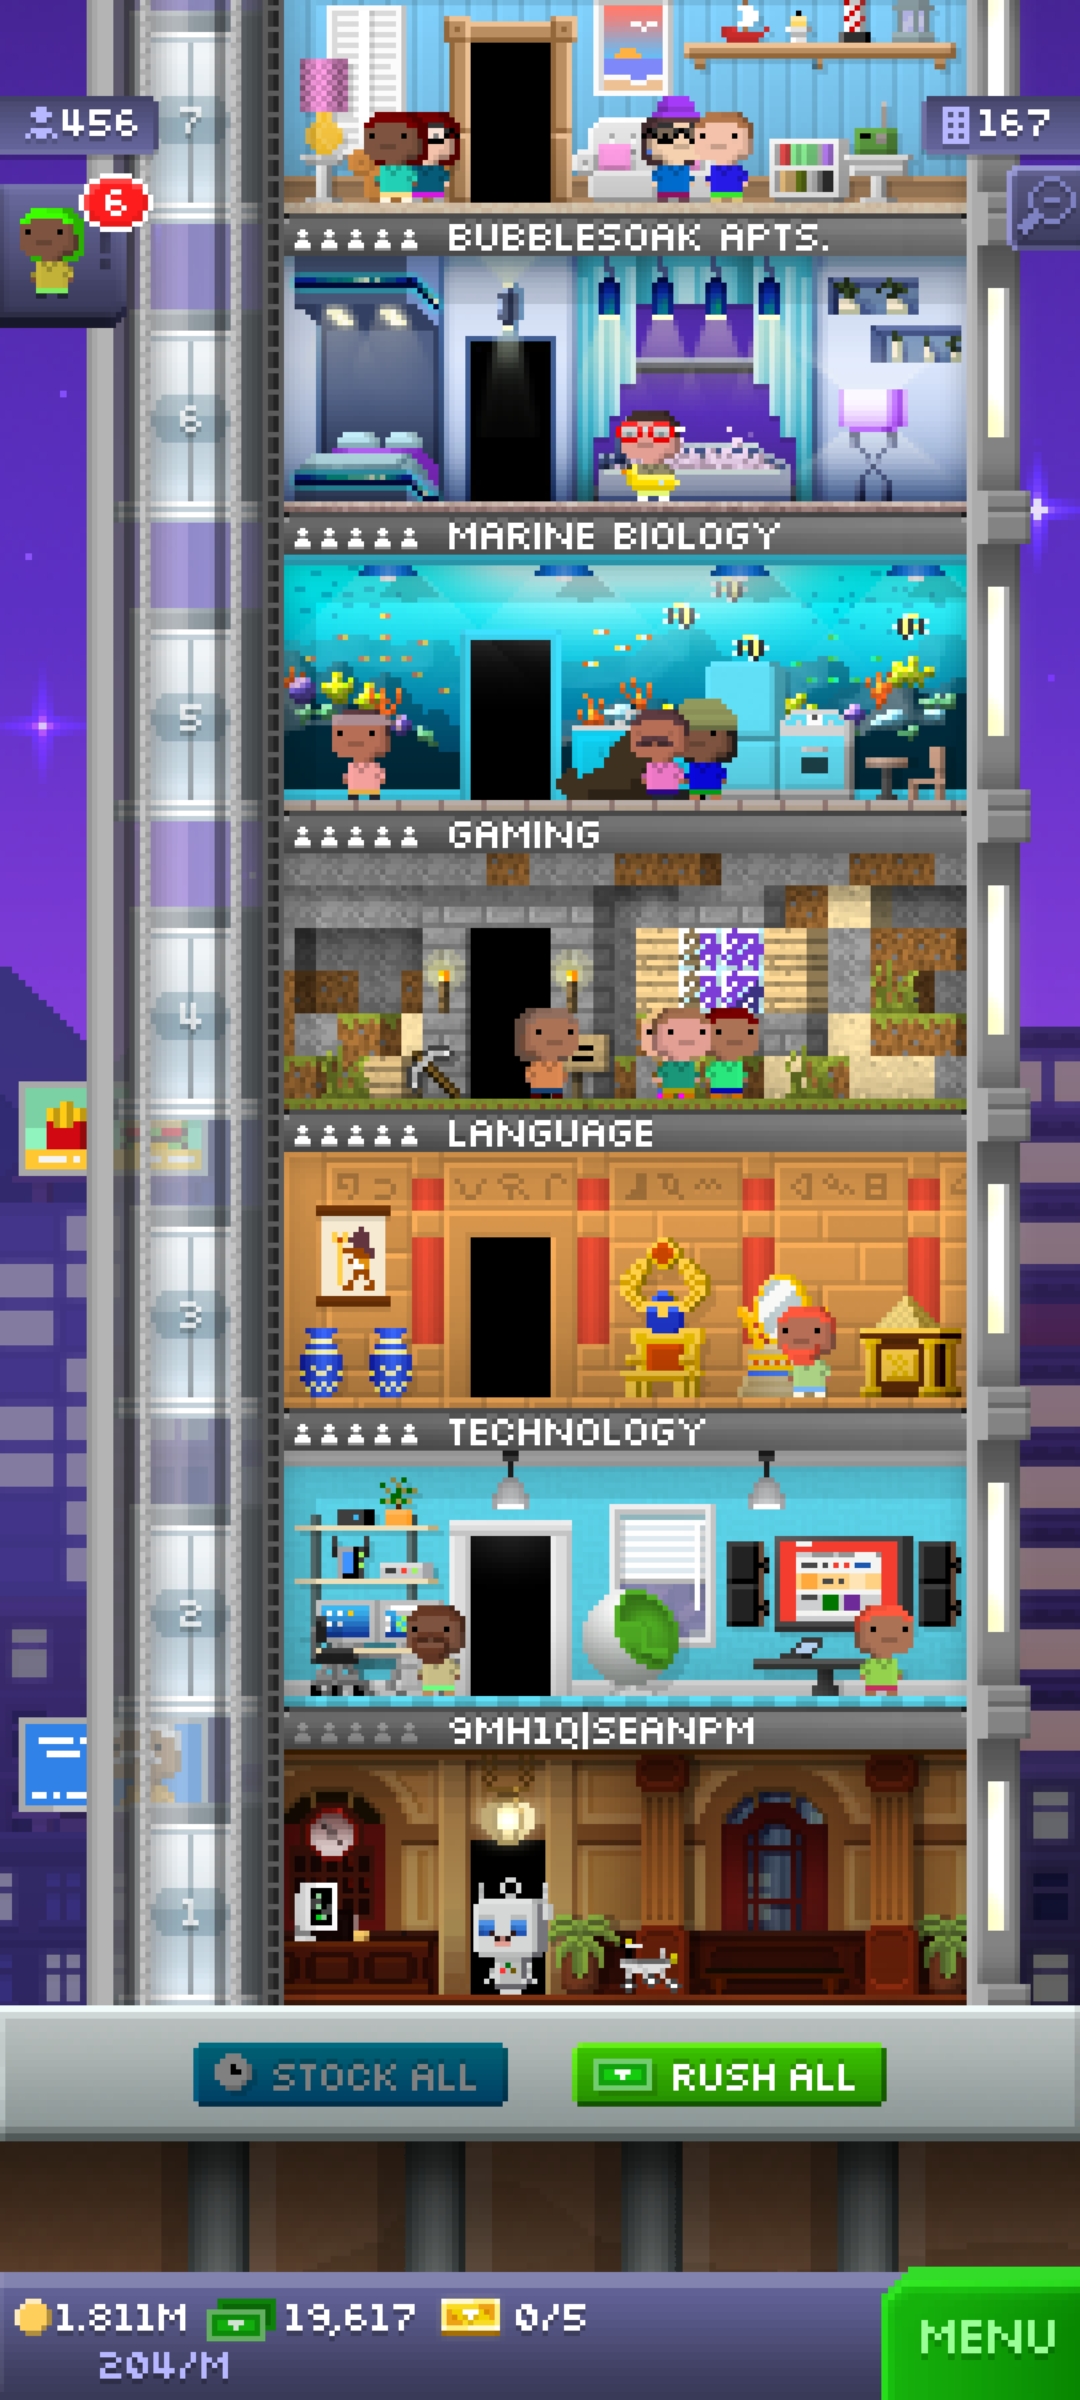 7
456
167
6
BUBBLESOAK APTS.
6
MARINE BIOLOGY
5
GAMING
4
LANGUAGE
3
TECHNOLOGY
2
9MH1Q|SEANPM
1
STOCK ALL
RUSH ALL
1.811M
19,617
0/5
204/M
MENU